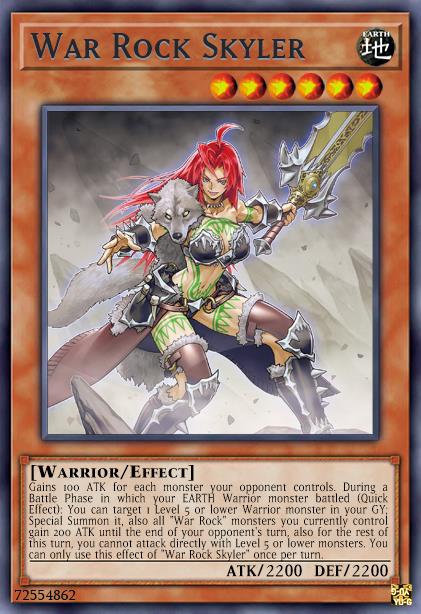 WAR ROCK SKYLER
EARTH
地
[WARRIOR/EFFECT]
Gains 100 ATK for each monster your opponent controls. During a
Battle Phase in which your EARTH Warrior monster battled (Quick
Effect): You can target 1 Level 5 or lower Warrior monster in your GY;
Special Summon it, also all "War Rock" monsters you currently control
gain 200 ATK until the end of your opponent's turn, also for the rest of
this turn, you cannot attack directly with Level 5 or lower monsters. You
can only use this effect of "War Rock Skyler" once per turn.
ATK/2200 DEF/2200
72554862